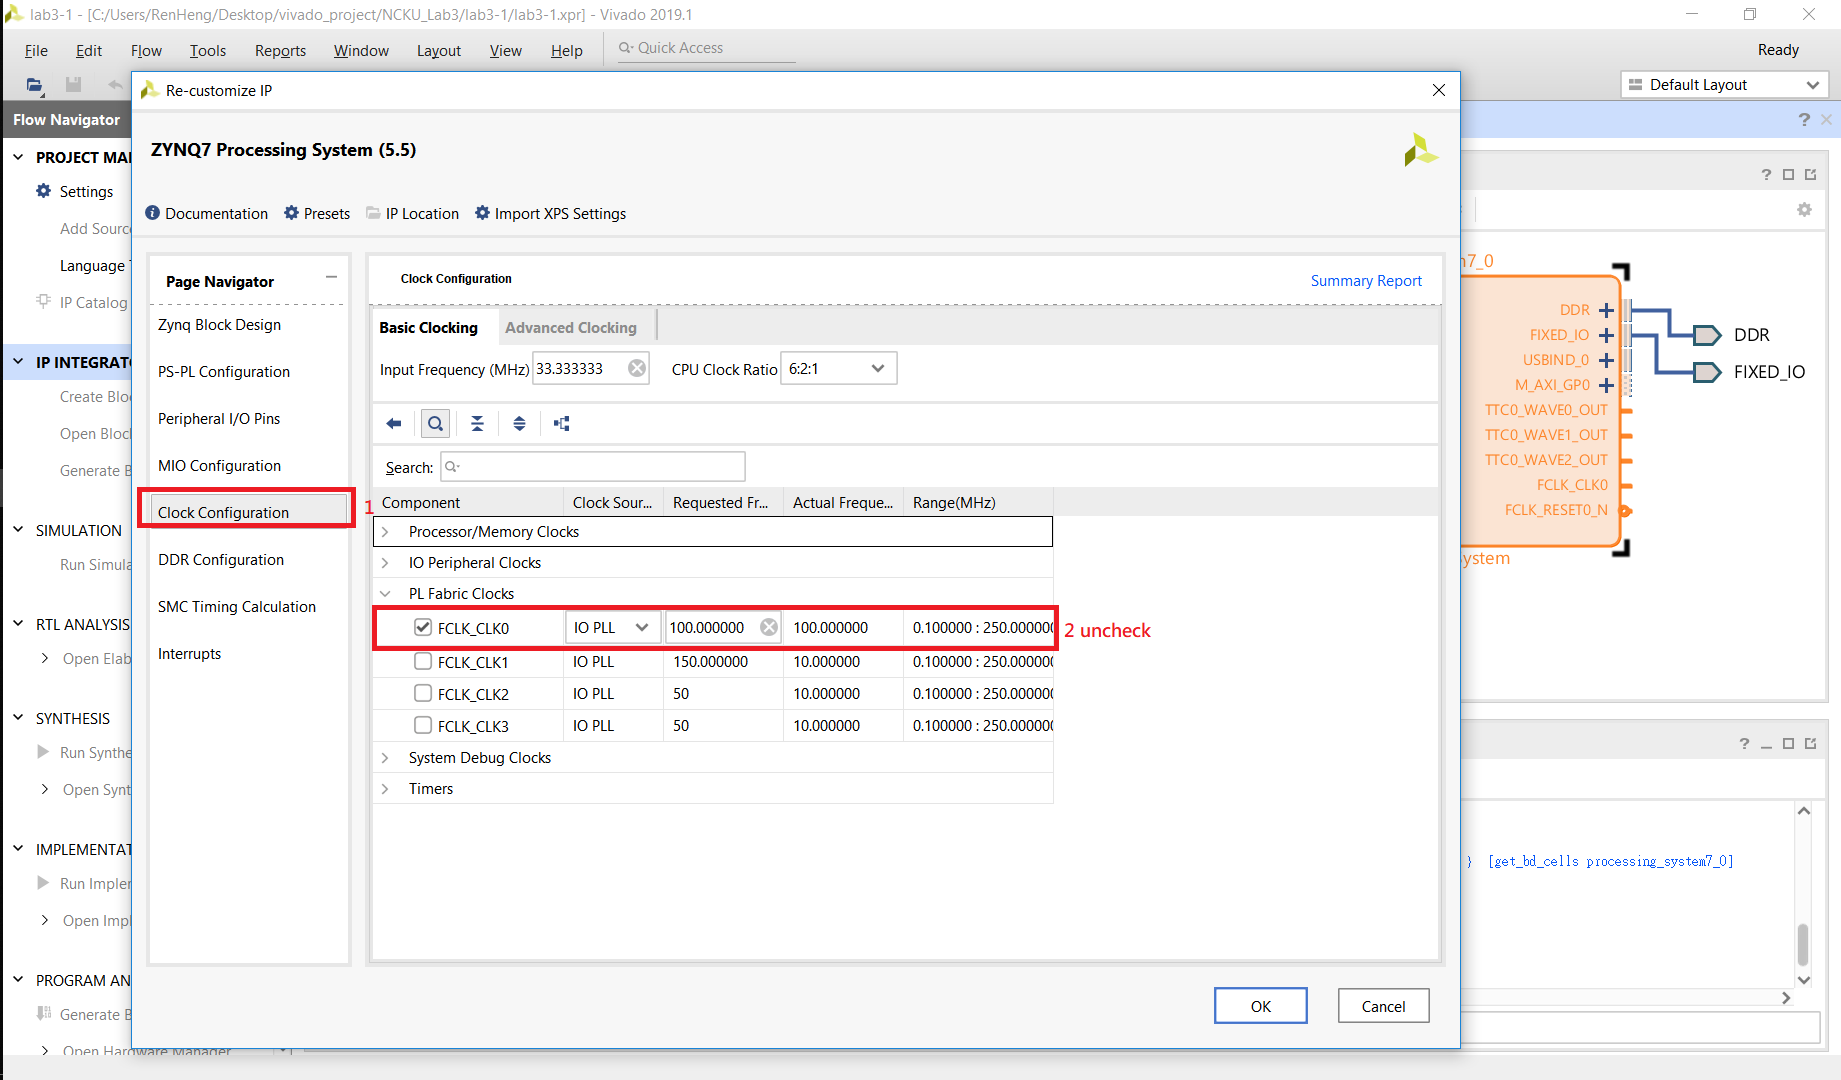 lab3-1 - [C:/Users/RenHeng/Desktop/vivado_project/NCKU_Lab3/lab3-1/lab3-1.xpr] - Vivado 2019.1
File Edit Flow Tools Reports Window Layout View Help Quick Access Ready
Default Layout
Flow Navigator
PROJECT MA
Settings
Add Sourc
Language
IP Catalog
IP INTEGRAT
Create Bloc
Open Bloc
Generate B
SIMULATION
Run Simula
RTL ANALYSIS
Open Elab
SYNTHESIS
Run Synthe
Open Synt
IMPLEMENTAT
Run Impler
Open Impl
PROGRAM AN
Generate B
Open Hardware Manager
Re-customize IP
ZYNQ7 Processing System (5.5)
Documentation Presets IP Location Import XPS Settings
Page Navigator
Zynq Block Design
PS-PL Configuration
Peripheral I/O Pins
MIO Configuration
Clock Configuration
1
DDR Configuration
SMC Timing Calculation
Interrupts
Clock Configuration
Summary Report
Basic Clocking Advanced Clocking
Input Frequency (MHz) 33.333333 CPU Clock Ratio 6:2:1
Search:
Component Clock Sour... Requested Fr... Actual Freque... Range(MHz)
Processor/Memory Clocks
IO Peripheral Clocks
PL Fabric Clocks
FCLK_CLK0 IO PLL 100.000000 100.000000 0.100000 : 250.000000
2 uncheck
FCLK_CLK1 IO PLL 150.000000 10.000000 0.100000 : 250.000000
FCLK_CLK2 IO PLL 50 10.000000 0.100000 : 250.000000
FCLK_CLK3 IO PLL 50 10.000000 0.100000 : 250.000000
System Debug Clocks
Timers
OK Cancel
7_0
DDR
FIXED_IO
USBIND_0
M_AXI_GP0
TTC0_WAVE0_OUT
TTC0_WAVE1_OUT
TTC0_WAVE2_OUT
FCLK_CLK0
FCLK_RESET0_N
DDR
FIXED_IO
ystem
} [get_bd_cells processing_system7_0]